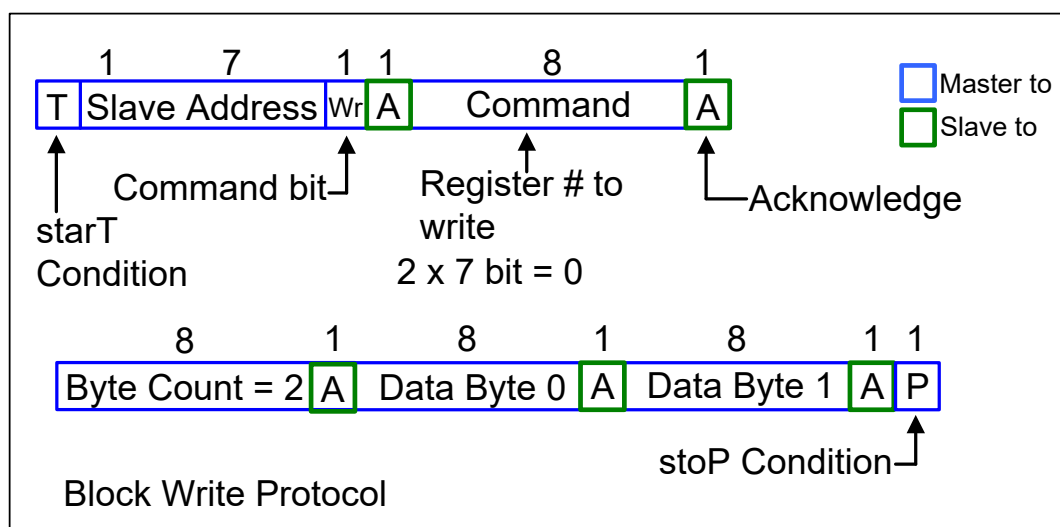 1 7 1 1 8 1
T Slave Address Wr A Command A
Master to
Slave to
Command bit
Register # to
write
2 x 7 bit = 0
Acknowledge
starT
Condition
8 1 8 1 8 1 1
Byte Count = 2 A Data Byte 0 A Data Byte 1 A P
stoP Condition
Block Write Protocol